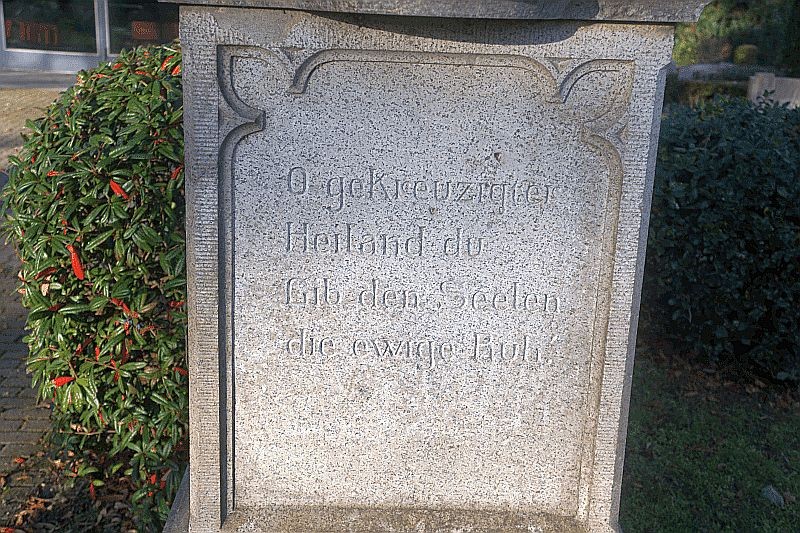 O gekreuzigter
Heiland du
Gib den Seelen
die ewige Ruh.